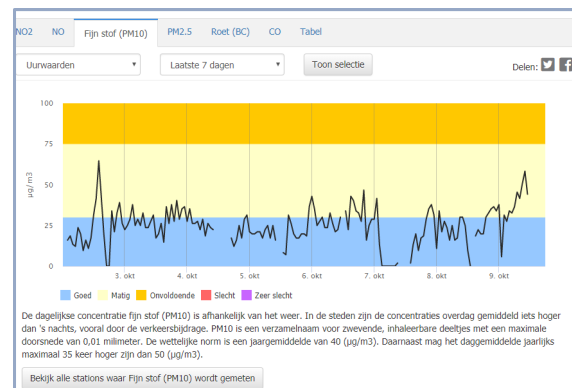 NO2 NO Fijn stof (PM10) PM2.5 Roet (BC) CO Tabel
Uurwaarden Laatste 7 dagen Toon selectie Delen:
100
75
50
25
0
µg/m3
3. okt 4. okt 5. okt 6. okt 7. okt 8. okt 9. okt
Goed Matig Onvoldoende Slecht Zeer slecht
De dagelijkse concentratie fijn stof (PM10) is afhankelijk van het weer. In de steden zijn de concentraties overdag gemiddeld iets hoger
dan 's nachts, vooral door de verkeersbijdrage. PM10 is een verzamelnaam voor zwevende, inhaleerbare deeltjes met een maximale
doorsnede van 0,01 milimeter. De wettelijke norm is een jaargemiddelde van 40 (µg/m3). Daarnaast mag het daggemiddelde jaarlijks
maximaal 35 keer hoger zijn dan 50 (µg/m3).
Bekijk alle stations waar Fijn stof (PM10) wordt gemeten